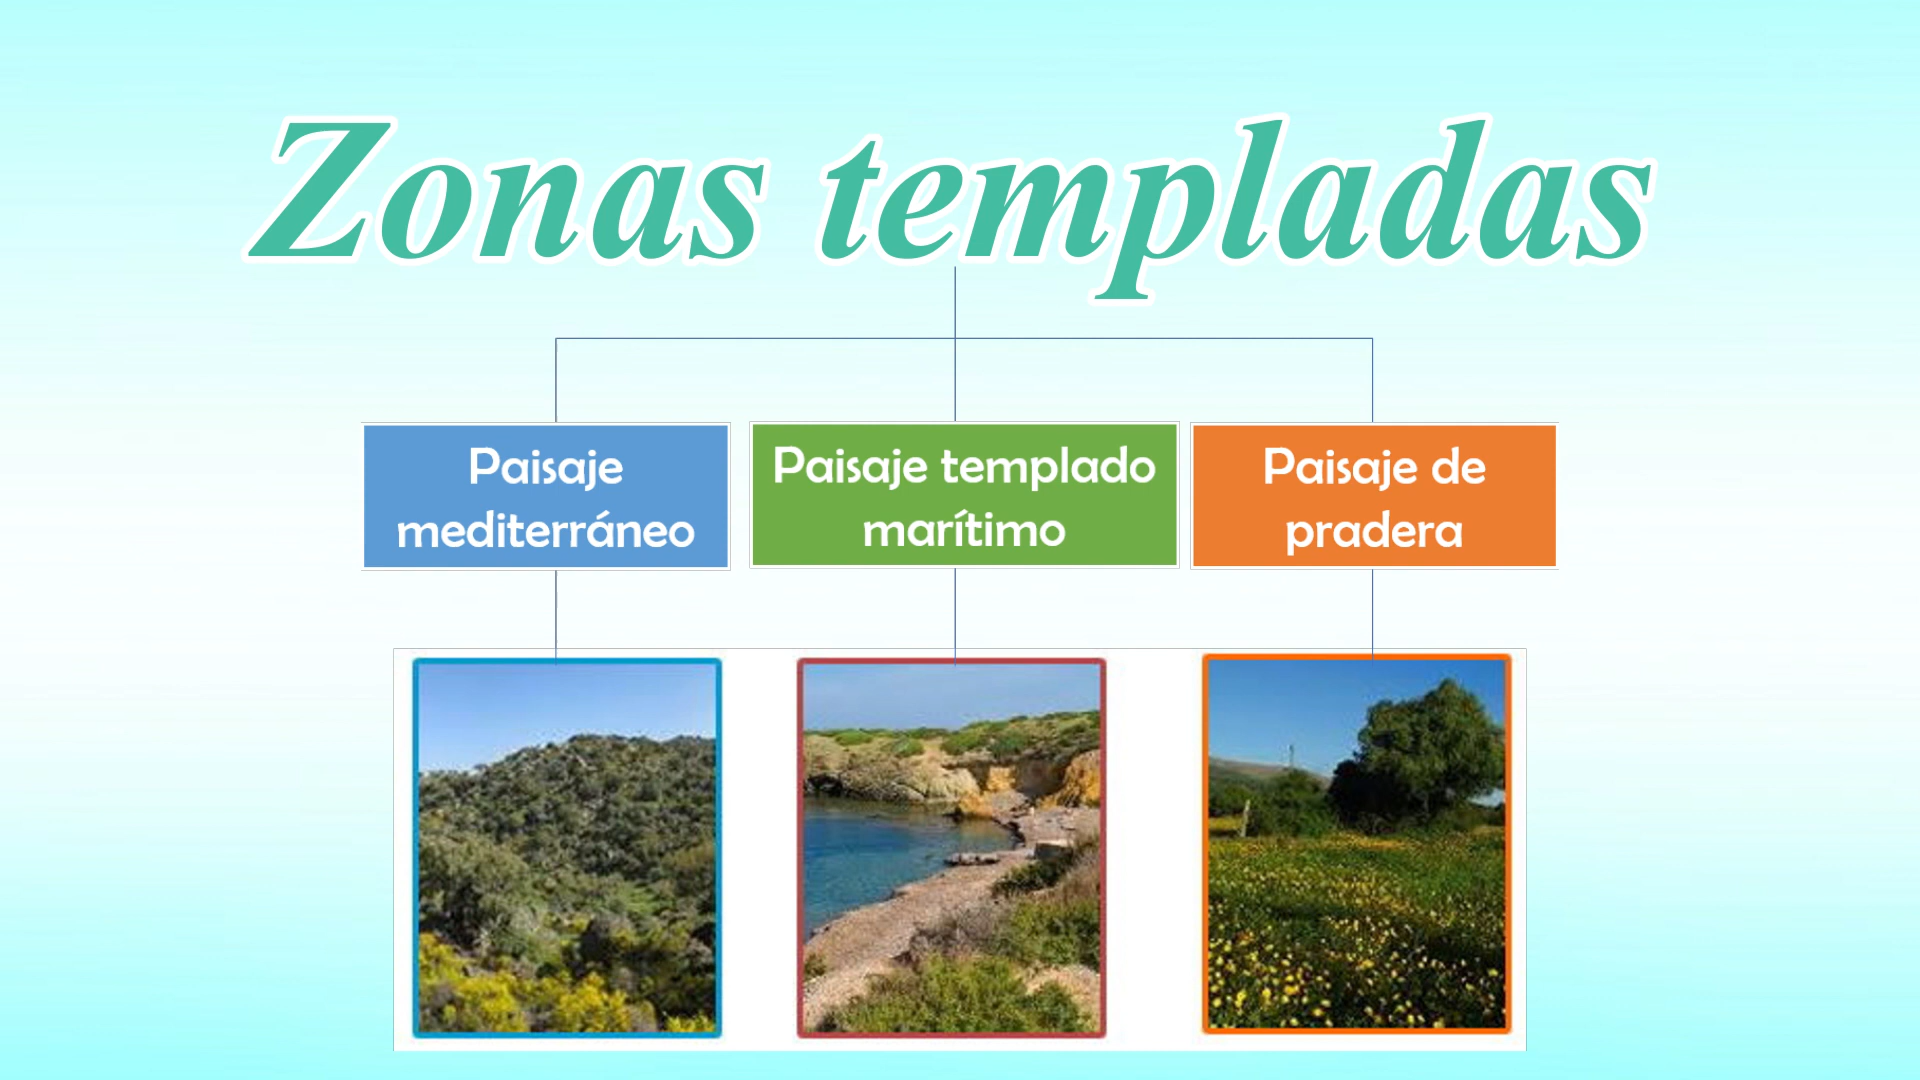 Zonas templadas
Paisaje
mediterráneo
Paisaje templado
marítimo
Paisaje de
pradera